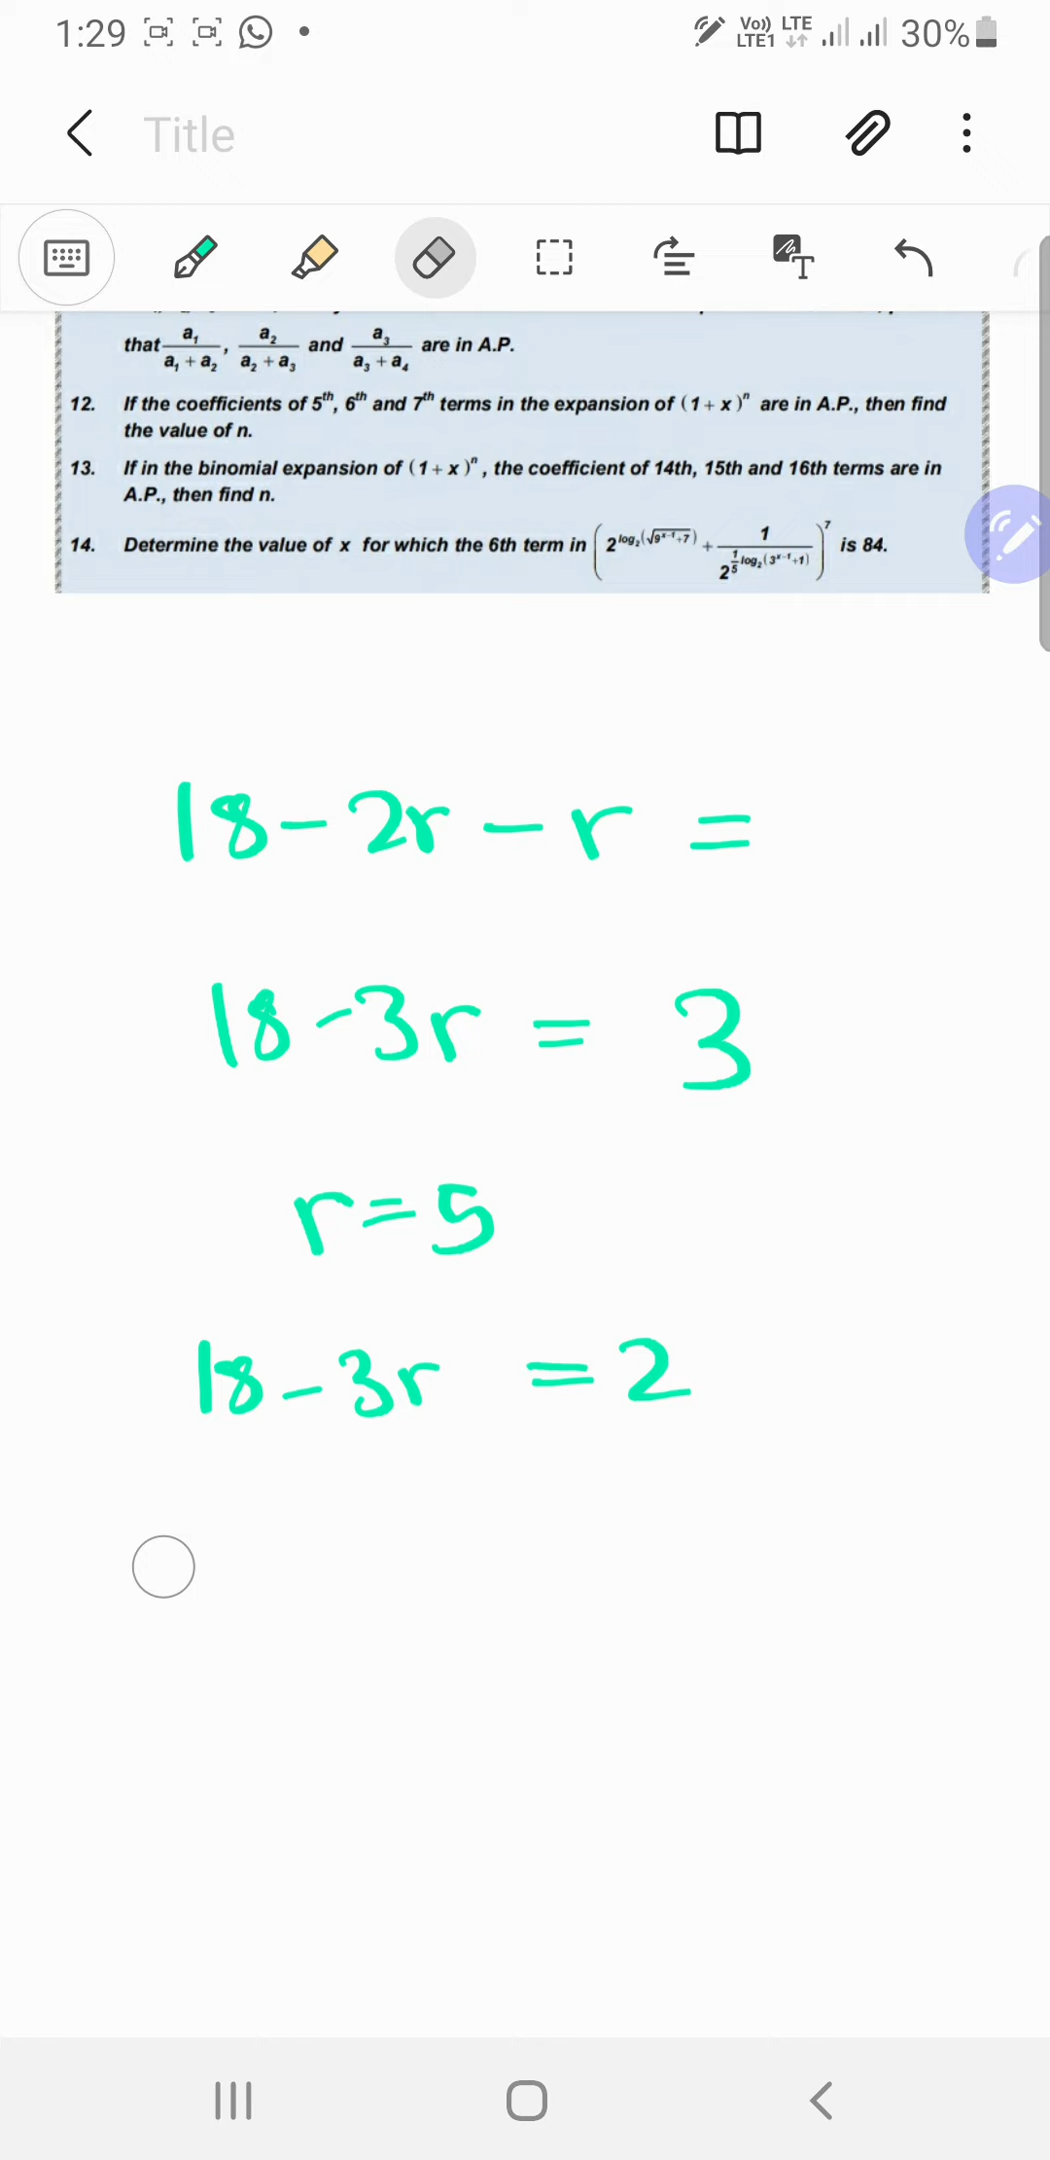 1:29 Vo)) LTE LTE1 30%
Title
that a₁/(a₁ + a₂), a₂/(a₂ + a₃) and a₃/(a₃ + a₄) are in A.P.
12. If the coefficients of 5th, 6th and 7th terms in the expansion of (1 + x)ⁿ are in A.P., then find
the value of n.
13. If in the binomial expansion of (1 + x)ⁿ, the coefficient of 14th, 15th and 16th terms are in
A.P., then find n.
14. Determine the value of x for which the 6th term in (2^(log₂(√(9^(x-1)+7))) + 1/(2^((1/5)log₂(3^(x-1)+1))))⁷ is 84.
18 - 2r - r =
18 - 3r = 3
r = 5
18 - 3r = 2